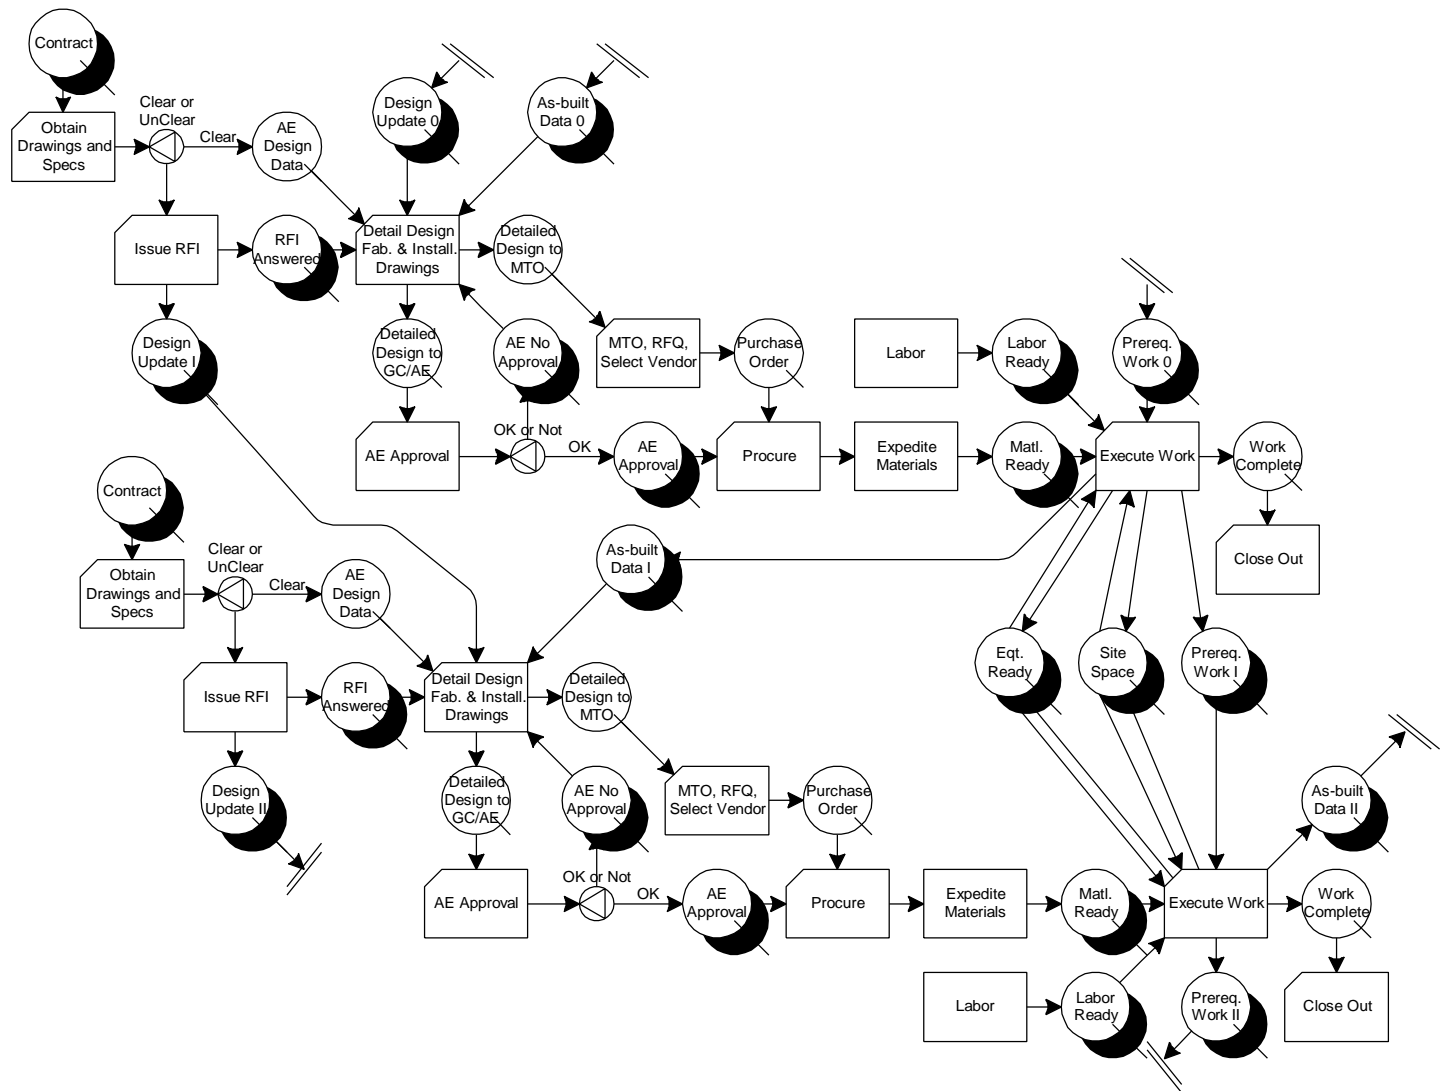 Contract
Obtain
Drawings and
Specs
Clear or
UnClear
Clear
AE
Design
Data
Design
Update 0
As-built
Data 0
Issue RFI
RFI
Answered
Detail Design
Fab. & Install.
Drawings
Detailed
Design to
MTO
Design
Update I
Detailed
Design to
GC/AE
AE No
Approval
MTO, RFQ,
Select Vendor
Purchase
Order
Labor
Labor
Ready
Prereq.
Work 0
AE Approval
OK or Not
OK
AE
Approval
Procure
Expedite
Materials
Matl.
Ready
Execute Work
Work
Complete
Close Out
Contract
Obtain
Drawings and
Specs
Clear or
UnClear
Clear
AE
Design
Data
As-built
Data I
Issue RFI
RFI
Answered
Detail Design
Fab. & Install.
Drawings
Detailed
Design to
MTO
Eqt.
Ready
Site
Space
Prereq.
Work I
Design
Update II
Detailed
Design to
GC/AE
AE No
Approval
MTO, RFQ,
Select Vendor
Purchase
Order
As-built
Data II
AE Approval
OK or Not
OK
AE
Approval
Procure
Expedite
Materials
Matl.
Ready
Execute Work
Work
Complete
Labor
Labor
Ready
Prereq.
Work II
Close Out